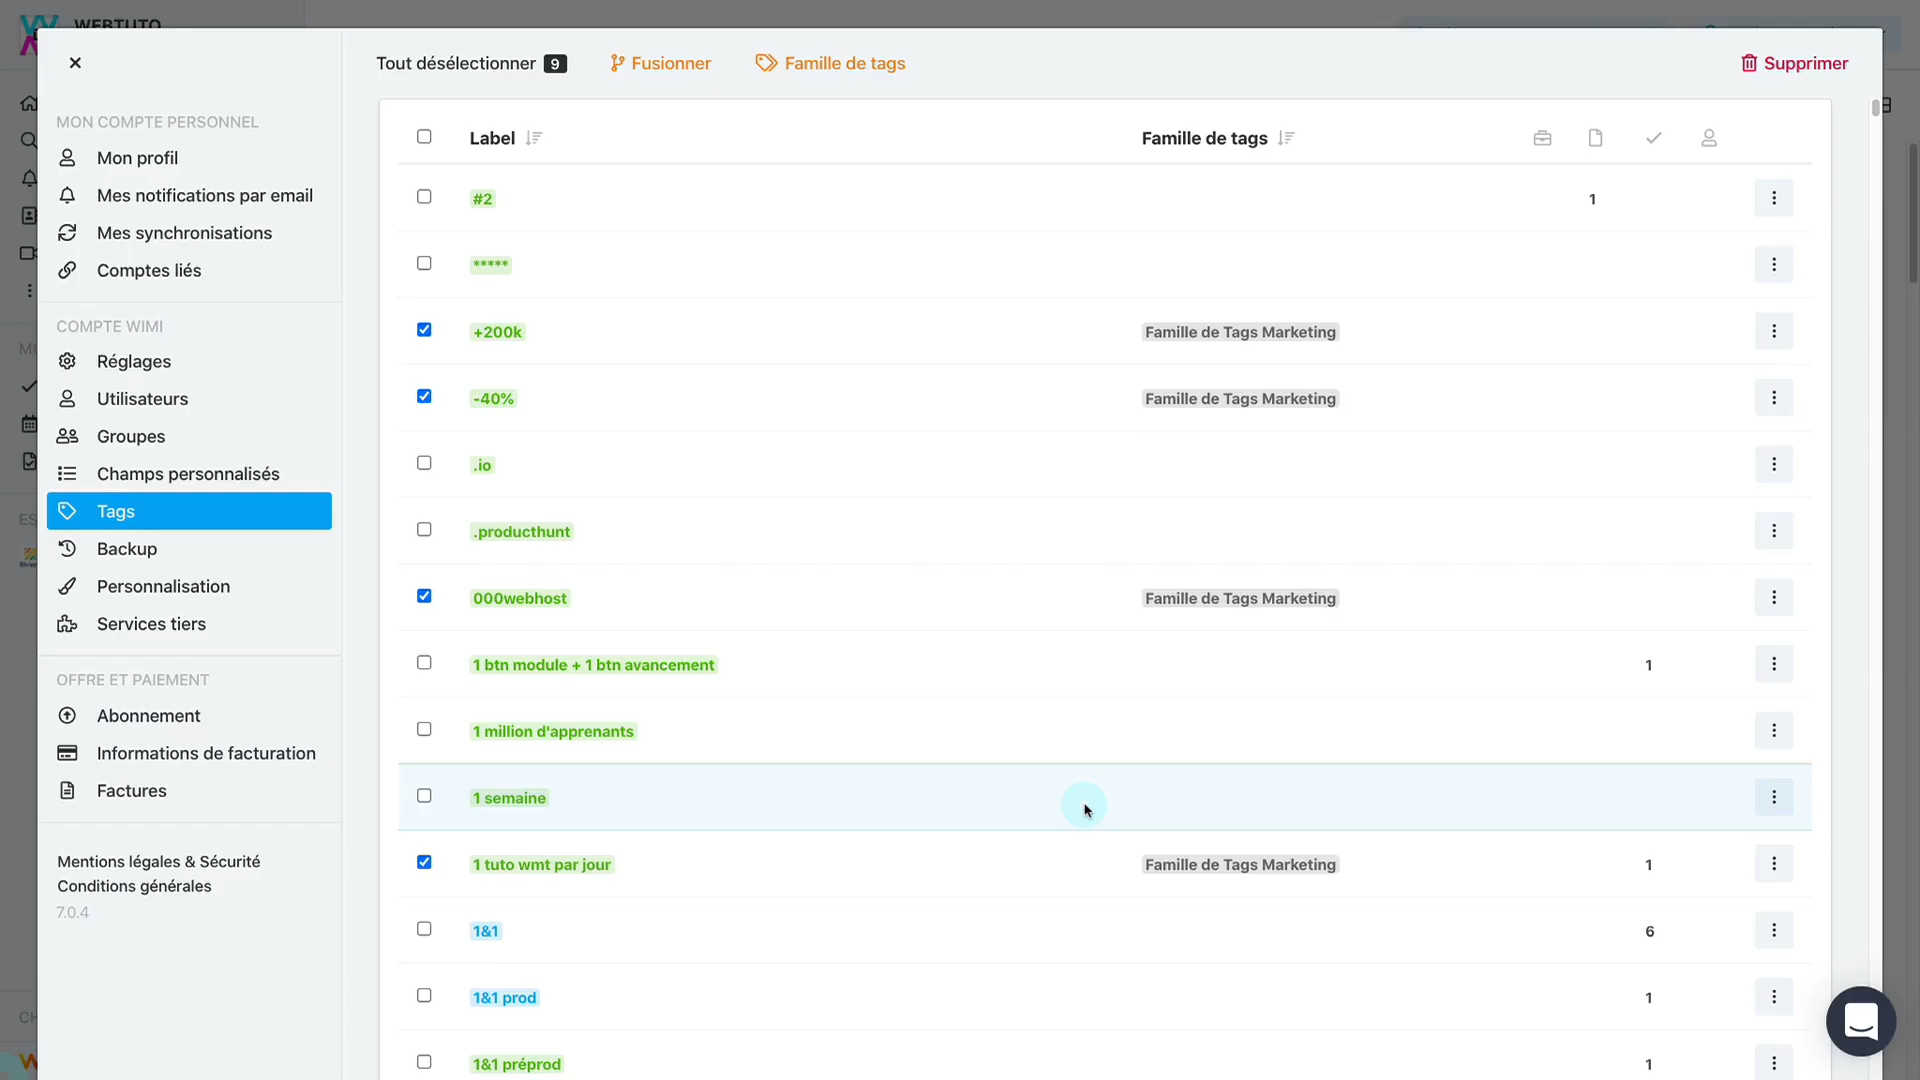 WEBTUTO
Tout désélectionner 9
Fusionner
Famille de tags
Supprimer
MON COMPTE PERSONNEL
Mon profil
Mes notifications par email
Mes synchronisations
Comptes liés
COMPTE WIMI
Réglages
Utilisateurs
Groupes
Champs personnalisés
Tags
Backup
Personnalisation
Services tiers
OFFRE ET PAIEMENT
Abonnement
Informations de facturation
Factures
Mentions légales & Sécurité
Conditions générales
7.0.4
Label Famille de tags
#2 1
*****
+200k Famille de Tags Marketing
-40% Famille de Tags Marketing
.io
.producthunt
000webhost Famille de Tags Marketing
1 btn module + 1 btn avancement 1
1 million d'apprenants
1 semaine
1 tuto wmt par jour Famille de Tags Marketing 1
1&1 6
1&1 prod 1
1&1 préprod 1